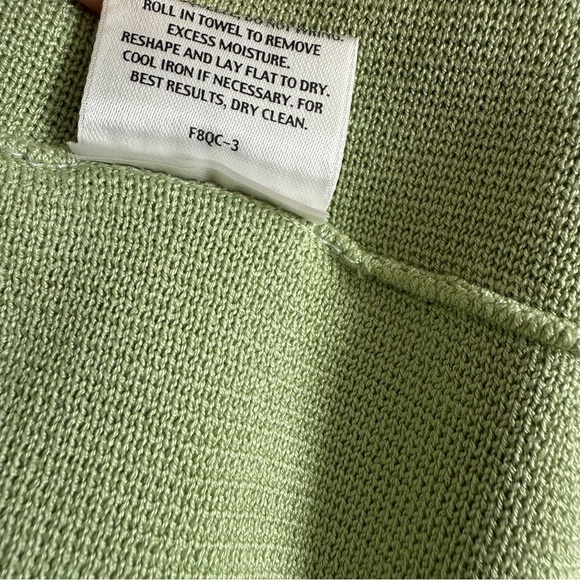 ROLL IN TOWEL TO REMOVE
EXCESS MOISTURE.
RESHAPE AND LAY FLAT TO DRY.
COOL IRON IF NECESSARY. FOR
BEST RESULTS, DRY CLEAN.
F8QC-3